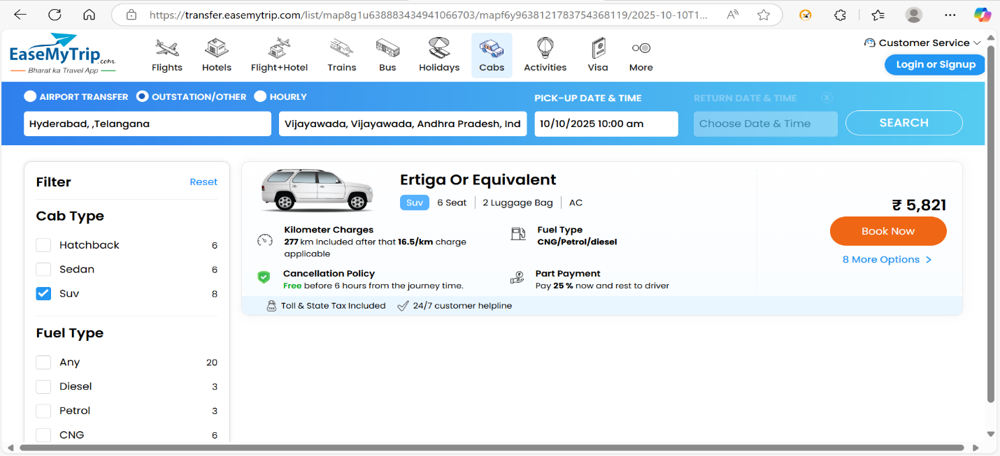 https://transfer.easemytrip.com/list/map8g1u638883434941066703/mapf6y9638121783754368119/2025-10-10T1...
EaseMyTrip.com
Bharat ka Travel App
Flights
Hotels
Flight+Hotel
Trains
Bus
Holidays
Cabs
Activities
Visa
More
Customer Service
Login or Signup
AIRPORT TRANSFER
OUTSTATION/OTHER
HOURLY
PICK-UP DATE & TIME
RETURN DATE & TIME
Hyderabad, ,Telangana
Vijayawada, Vijayawada, Andhra Pradesh, Ind
10/10/2025 10:00 am
Choose Date & Time
SEARCH
Filter
Reset
Cab Type
Hatchback 6
Sedan 6
Suv 8
Fuel Type
Any 20
Diesel 3
Petrol 3
CNG 6
Ertiga Or Equivalent
Suv 6 Seat 2 Luggage Bag AC
Kilometer Charges
277 km Included after that 16.5/km charge
applicable
Fuel Type
CNG/Petrol/diesel
Cancellation Policy
Free before 6 hours from the journey time.
Part Payment
Pay 25 % now and rest to driver
TAX
Toll & State Tax Included
24/7 customer helpline
₹ 5,821
Book Now
8 More Options >